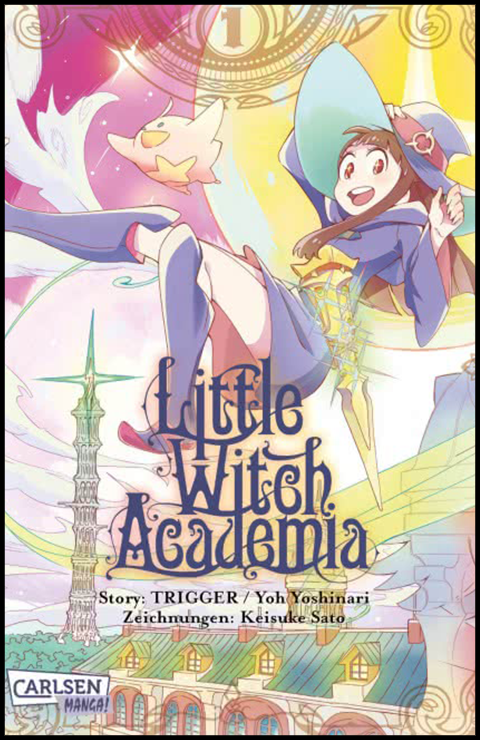 1
Little
Witch
Academia
Story: TRIGGER / Yoh Yoshinari
Zeichnungen: Keisuke Sato
CARLSEN
MANGA!